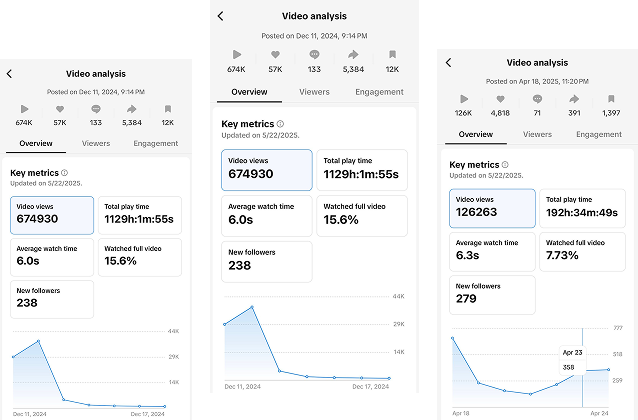 Video analysis
Posted on Dec 11, 2024, 9:14 PM
674K 57K 133 5,384 12K
Overview Viewers Engagement
Key metrics
Updated on 5/22/2025.
Video views Total play time
674930 1129h:1m:55s
Average watch time Watched full video
6.0s 15.6%
New followers
238
44K
29K
14K
Dec 11, 2024 Dec 17, 2024
Video analysis
Posted on Dec 11, 2024, 9:14 PM
674K 57K 133 5,384 12K
Overview Viewers Engagement
Key metrics
Updated on 5/22/2025.
Video views Total play time
674930 1129h:1m:55s
Average watch time Watched full video
6.0s 15.6%
New followers
238
44K
29K
14K
Dec 11, 2024 Dec 17, 2024
Video analysis
Posted on Apr 18, 2025, 11:20 PM
126K 4,818 71 391 1,397
Overview Viewers Engagement
Key metrics
Updated on 5/22/2025.
Video views Total play time
126263 192h:34m:49s
Average watch time Watched full video
6.3s 7.73%
New followers
279
777
Apr 23
518
358
259
Apr 18 Apr 24